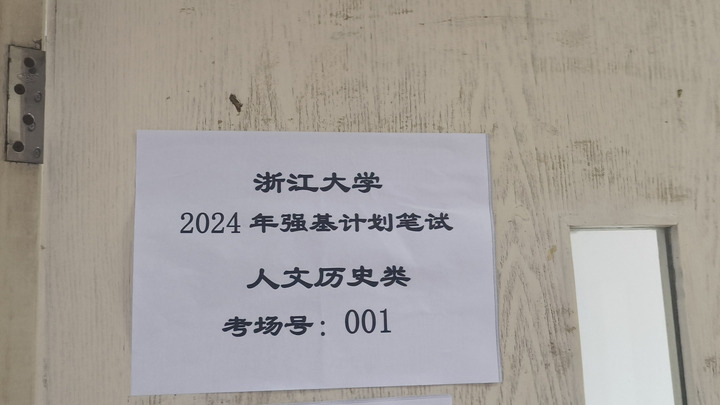 浙江大学
2024年强基计划笔试
人文历史类
考场号：001